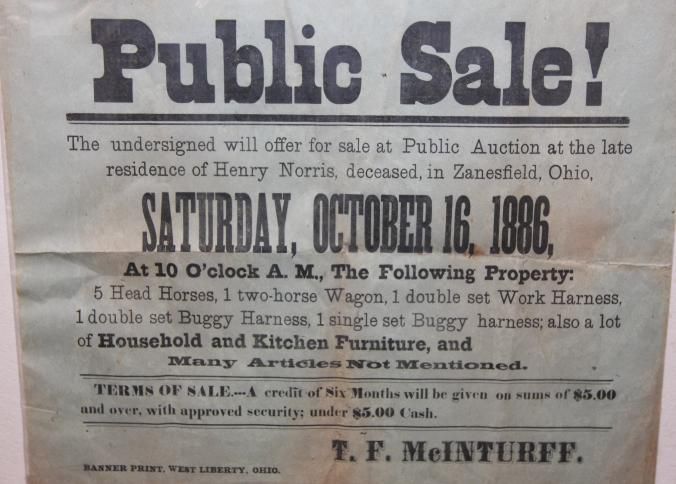 Public Sale!
The undersigned will offer for sale at Public Auction at the late
residence of Henry Norris, deceased, in Zanesfield, Ohio,
SATURDAY, OCTOBER 16, 1886,
At 10 O'clock A. M., The Following Property:
5 Head Horses, 1 two-horse Wagon, 1 double set Work Harness,
1 double set Buggy Harness, 1 single set Buggy harness; also a lot
of Household and Kitchen Furniture, and
Many Articles Not Mentioned.
TERMS OF SALE.---A credit of Six Months will be given on sums of $5.00
and over, with approved security; under $5.00 Cash.
T. F. McINTURFF.
BANNER PRINT, WEST LIBERTY, OHIO.